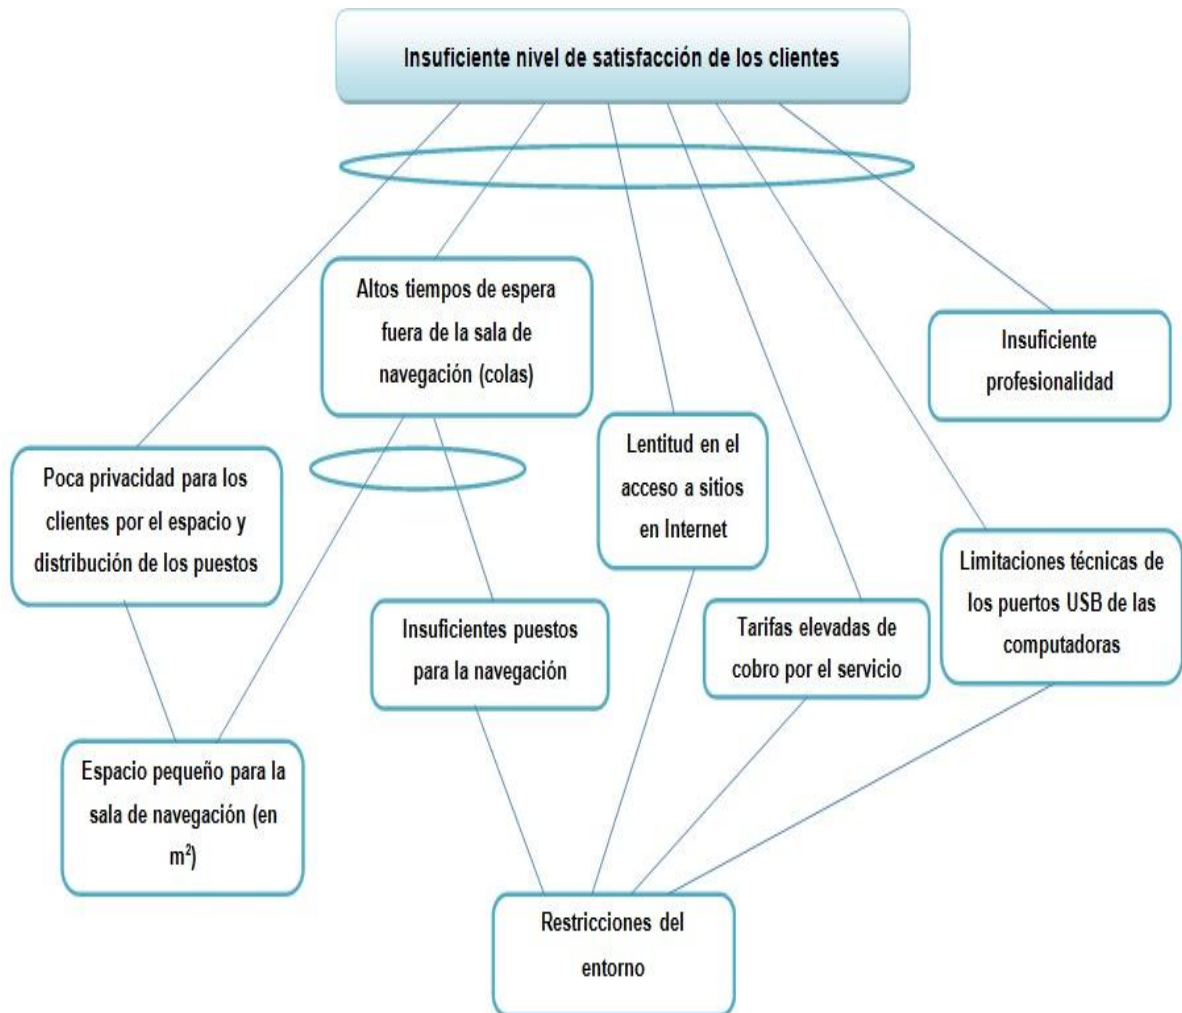 Insuficiente nivel de satisfacción de los clientes
Altos tiempos de espera
fuera de la sala de
navegación (colas)
Insuficiente
profesionalidad
Poca privacidad para los
clientes por el espacio y
distribución de los puestos
Lentitud en el
acceso a sitios
en Internet
Limitaciones técnicas de
los puertos USB de las
computadoras
Insuficientes puestos
para la navegación
Tarifas elevadas de
cobro por el servicio
Espacio pequeño para la
sala de navegación (en
m²)
Restricciones del
entorno